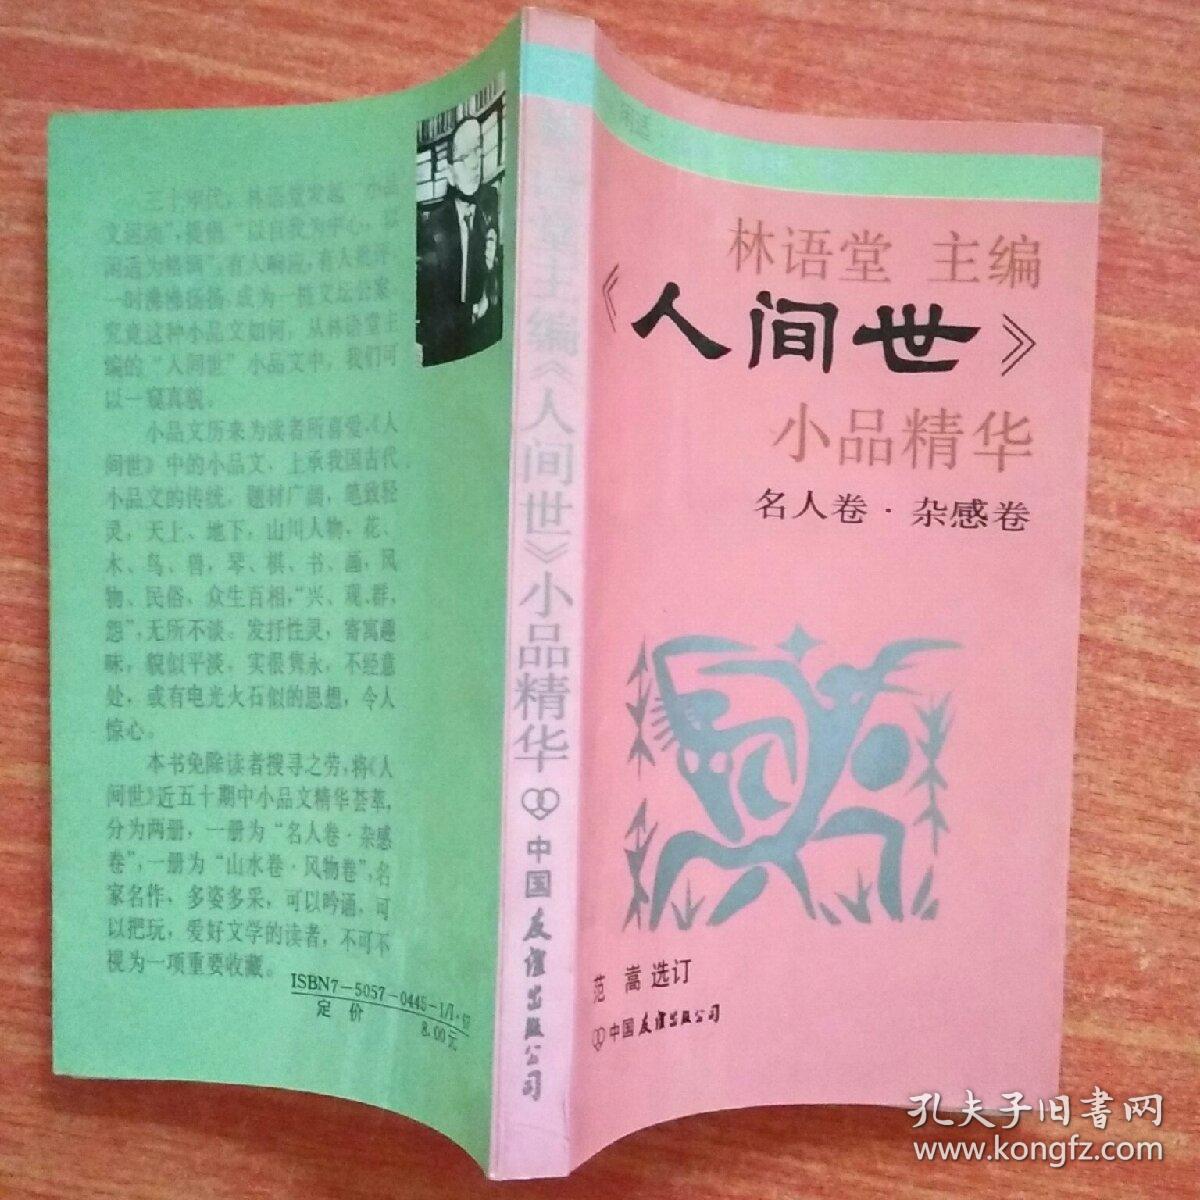 林语堂 主编
《人间世》
小品精华
名人卷·杂感卷
范 嵩 选订
中国友谊出版公司
林语堂主编《人间世》小品精华
中国友谊出版公司
三十年代，林语堂发起“小品
文运动”，提倡“以自我为中心，以
闲适为格调”，有人响应，有人批评，
一时沸沸扬扬，成为一桩文坛公案。
究竟这种小品文如何，从林语堂主
编的“人间世”小品文中，我们可
以一窥真貌。
小品文历来为读者所喜爱，《人
间世》中的小品文，上承我国古代
小品文的传统，题材广阔，笔致轻
灵，天上、地下，山川人物，花、
木、鸟、兽，琴、棋、书、画，风
物、民俗，众生百相，“兴、观、群，
怨”，无所不谈。发抒性灵，寄寓趣
味，貌似平淡，实很隽永，不经意
处，或有电光火石似的思想，令人
惊心。
本书免除读者搜寻之劳，将《人
间世》近五十期中小品文精华荟萃，
分为两册，一册为“名人卷·杂感
卷”，一册为“山水卷·风物卷”，名
家名作，多姿多采，可以吟诵，可
以把玩，爱好文学的读者，不可不
视为一项重要收藏。
ISBN7-5057-0445-1/I·97
定价 8.00元
孔夫子旧书网
www.kongfz.com